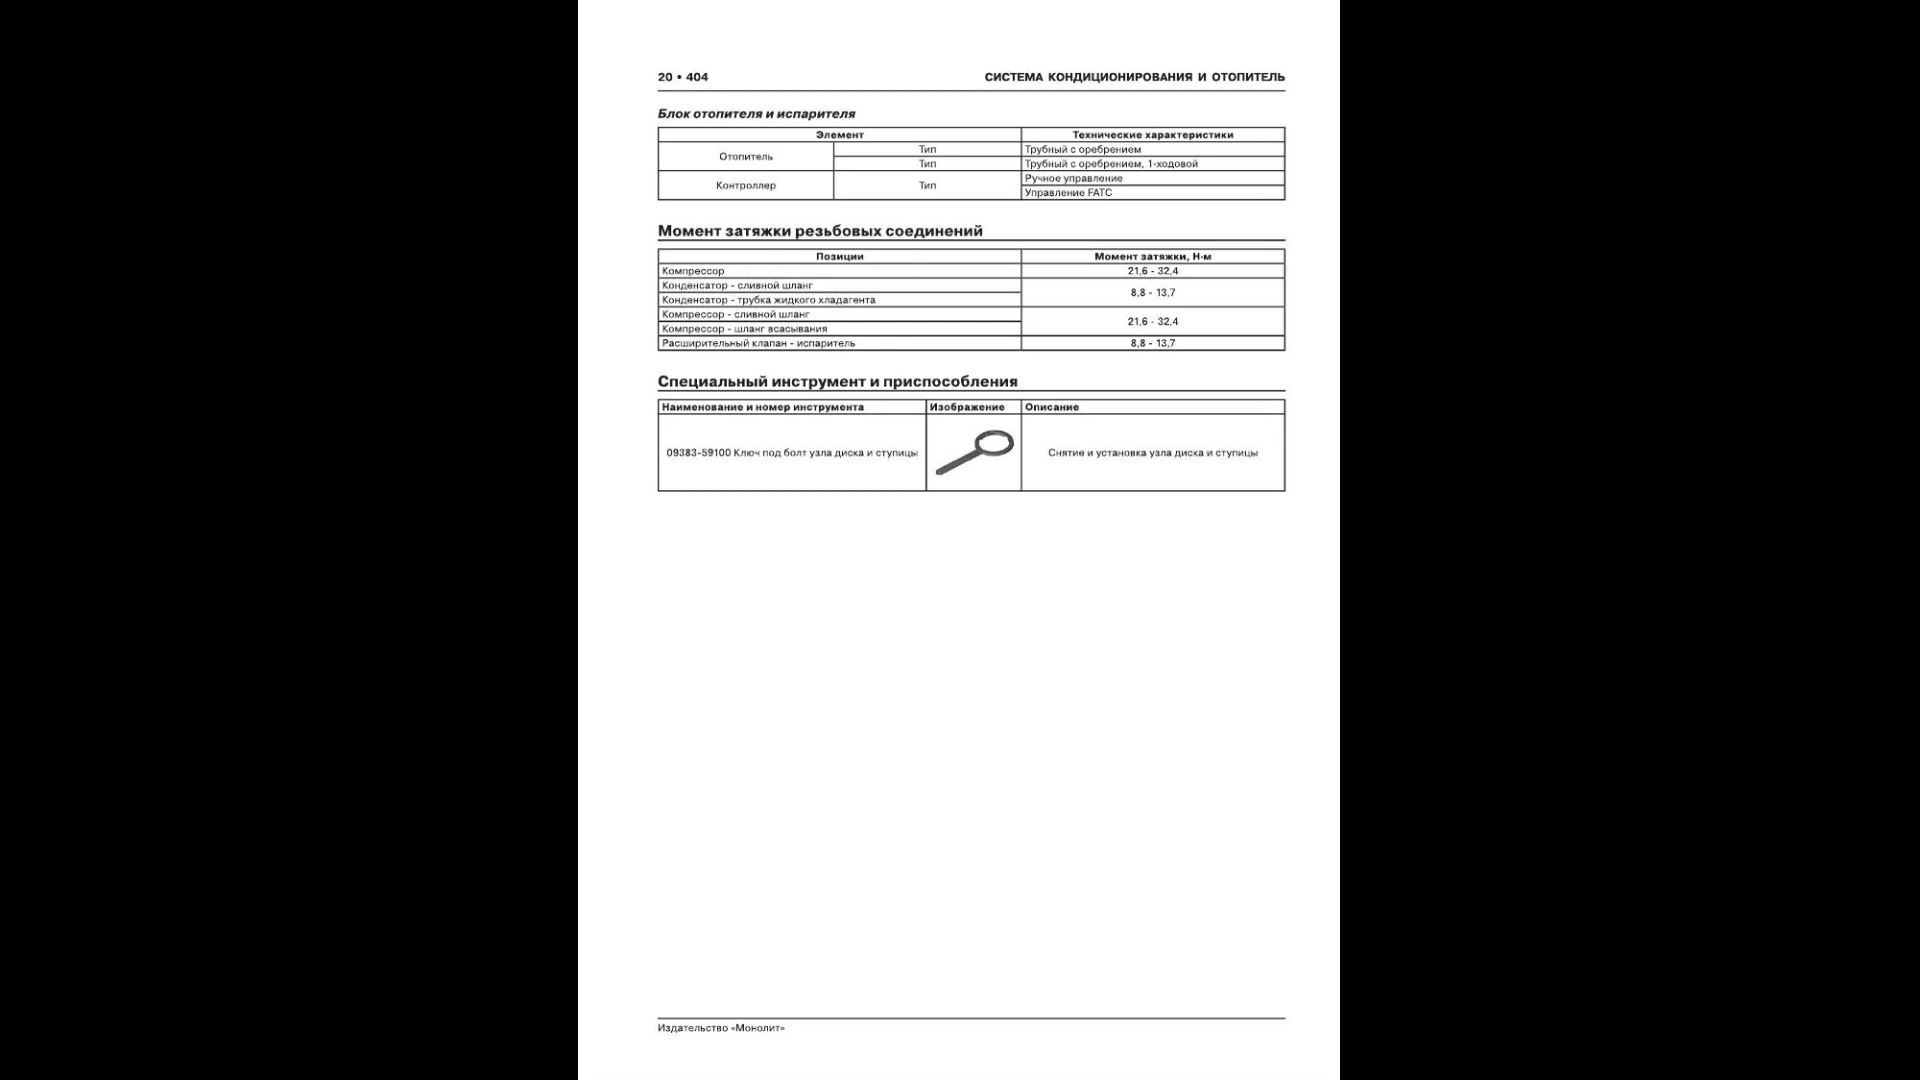 20 • 404 СИСТЕМА КОНДИЦИОНИРОВАНИЯ И ОТОПИТЕЛЬ
Блок отопителя и испарителя
Элемент Технические характеристики
Отопитель Тип Трубный с оребрением
Тип Трубный с оребрением, 1-ходовой
Контроллер Тип Ручное управление
Управление FATC
Момент затяжки резьбовых соединений
Позиции Момент затяжки, Н·м
Компрессор 21,6 - 32,4
Конденсатор - сливной шланг 8,8 - 13,7
Конденсатор - трубка жидкого хладагента
Компрессор - сливной шланг 21,6 - 32,4
Компрессор - шланг всасывания
Расширительный клапан - испаритель 8,8 - 13,7
Специальный инструмент и приспособления
Наименование и номер инструмента Изображение Описание
09383-59100 Ключ под болт узла диска и ступицы Снятие и установка узла диска и ступицы
Издательство «Монолит»